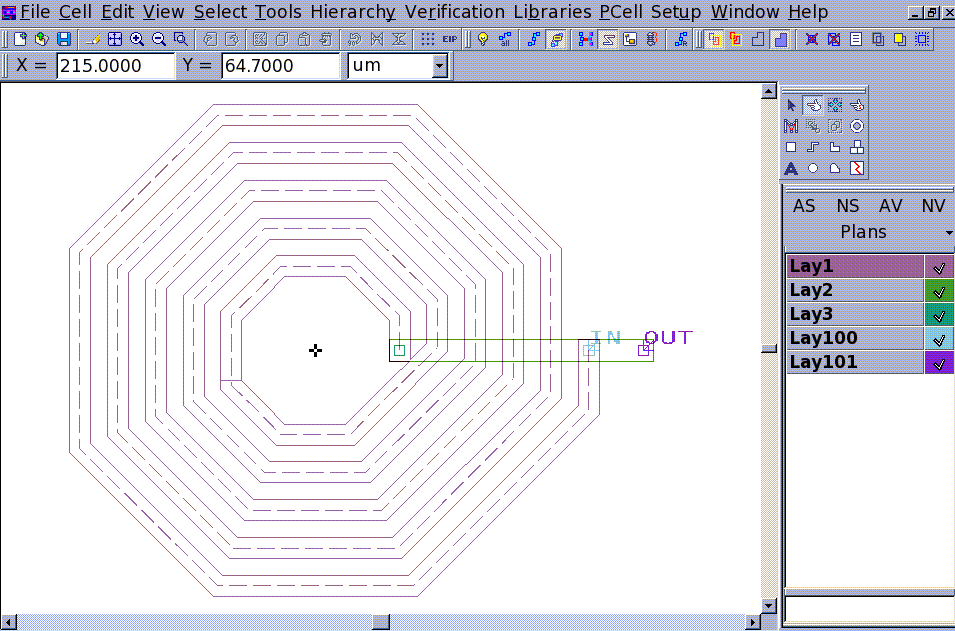 File Cell Edit View Select Tools Hierarchy Verification Libraries PCell Setup Window Help
EIP
X = 215.0000 Y = 64.7000 um
AS NS AV NV
Plans
Lay1
Lay2
Lay3
Lay100
Lay101
IN OUT